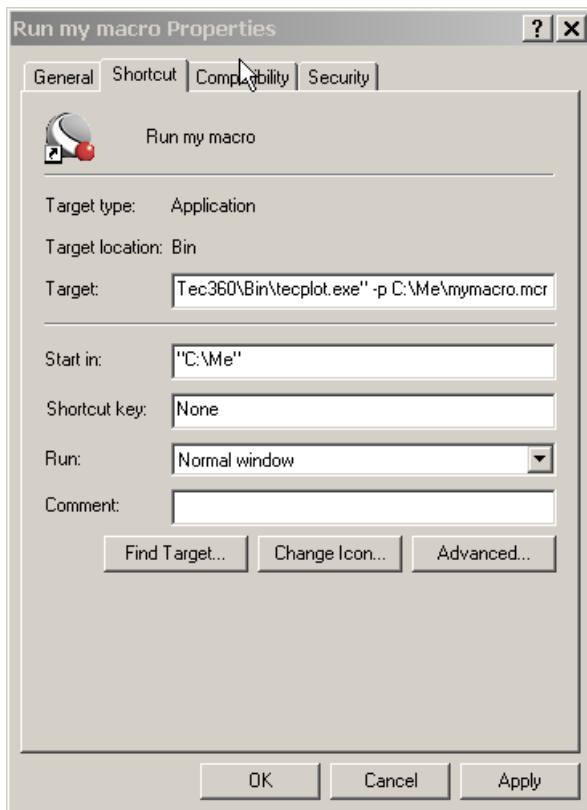 Run my macro Properties
General Shortcut Compatibility Security
Run my macro
Target type: Application
Target location: Bin
Target: Tec360\Bin\tecplot.exe" -p C:\Me\mymacro.mcr
Start in: "C:\Me"
Shortcut key: None
Run: Normal window
Comment:
Find Target... Change Icon... Advanced...
OK Cancel Apply